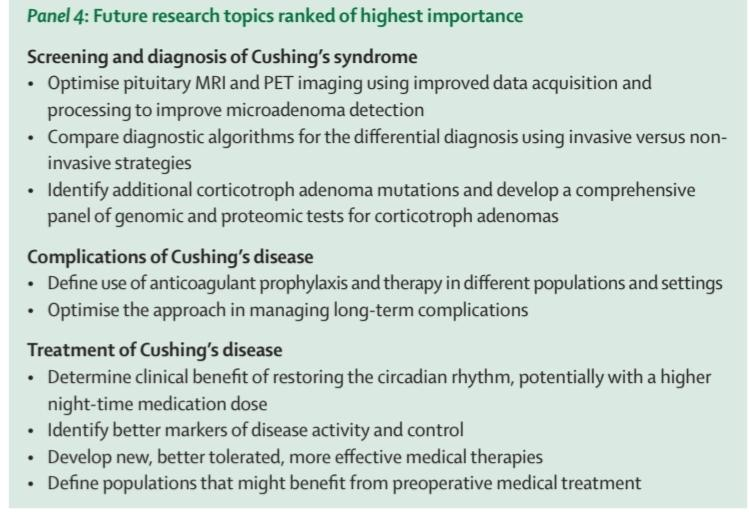 Panel 4: Future research topics ranked of highest importance
Screening and diagnosis of Cushing's syndrome
• Optimise pituitary MRI and PET imaging using improved data acquisition and
processing to improve microadenoma detection
• Compare diagnostic algorithms for the differential diagnosis using invasive versus non-
invasive strategies
• Identify additional corticotroph adenoma mutations and develop a comprehensive
panel of genomic and proteomic tests for corticotroph adenomas
Complications of Cushing's disease
• Define use of anticoagulant prophylaxis and therapy in different populations and settings
• Optimise the approach in managing long-term complications
Treatment of Cushing's disease
• Determine clinical benefit of restoring the circadian rhythm, potentially with a higher
night-time medication dose
• Identify better markers of disease activity and control
• Develop new, better tolerated, more effective medical therapies
• Define populations that might benefit from preoperative medical treatment